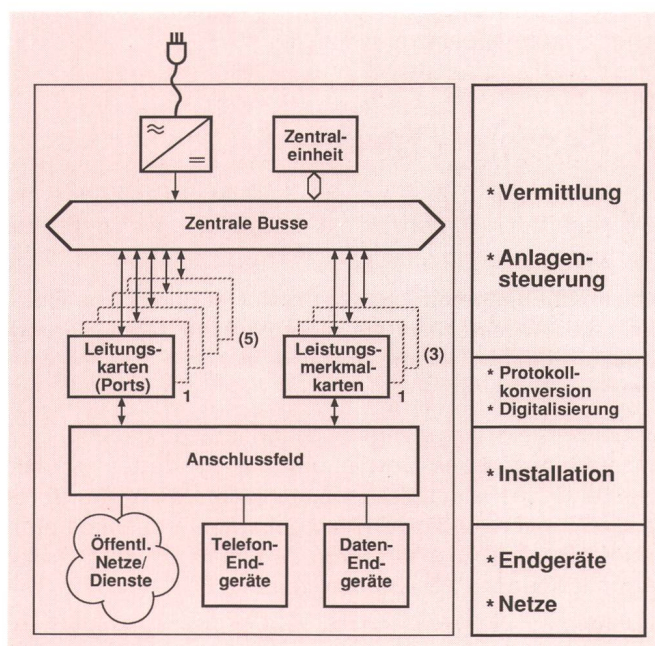 Zentral-
einheit
Zentrale Busse
(5)
Leitungs-
karten
(Ports)
1
(3)
Leistungs-
merkmal-
karten
1
Anschlussfeld
Öffentl.
Netze/
Dienste
Telefon-
End-
geräte
Daten-
End-
geräte
* Vermittlung
* Anlagen-
steuerung
* Protokoll-
konversion
* Digitalisierung
* Installation
* Endgeräte
* Netze